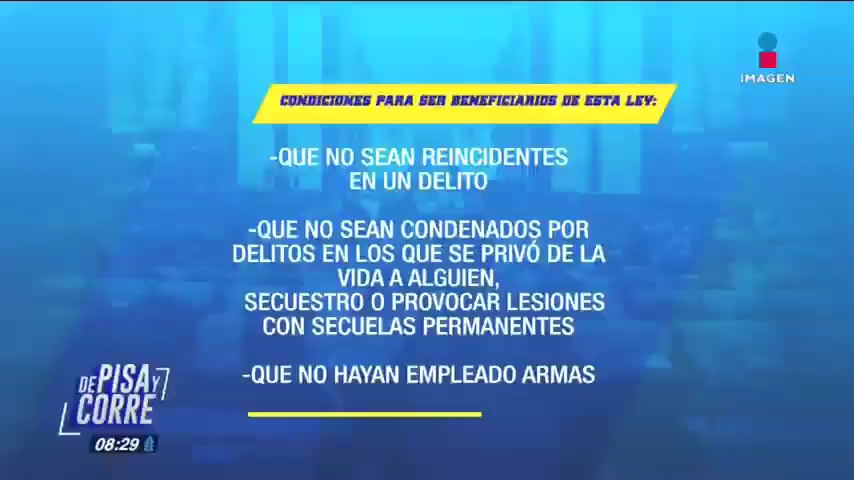 IMAGEN
CONDICIONES PARA SER BENEFICIARIOS DE ESTA LEY:
-QUE NO SEAN REINCIDENTES
EN UN DELITO
-QUE NO SEAN CONDENADOS POR
DELITOS EN LOS QUE SE PRIVÓ DE LA
VIDA A ALGUIEN,
SECUESTRO O PROVOCAR LESIONES
CON SECUELAS PERMANENTES
-QUE NO HAYAN EMPLEADO ARMAS
DE PISA Y
CORRE
08:29